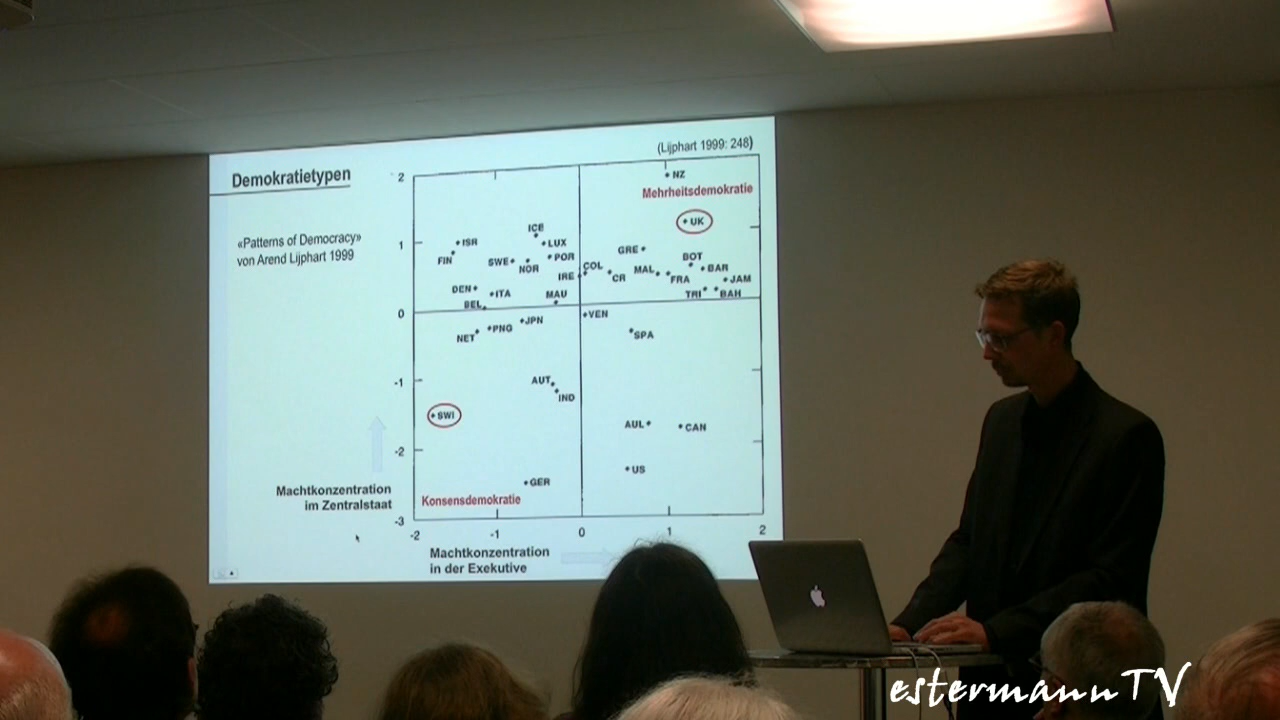 (Lijphart 1999: 248)
Demokratietypen
«Patterns of Democracy»
von Arend Lijphart 1999
2
NZ
Mehrheitsdemokratie
UK
ICE
1
ISR
LUX
GRE
FIN
SWE
NOR
POR
IRE
COL
CR
MAL
FRA
BOT
BAR
JAM
DEN
ITA
MAU
TRI
BAH
BEL
0
VEN
NET
PNG
JPN
SPA
-1
AUT
IND
SWI
AUL
CAN
-2
US
GER
Machtkonzentration
im Zentralstaat
Konsensdemokratie
-3
-2
-1
0
1
2
Machtkonzentration
in der Exekutive
estermannTV